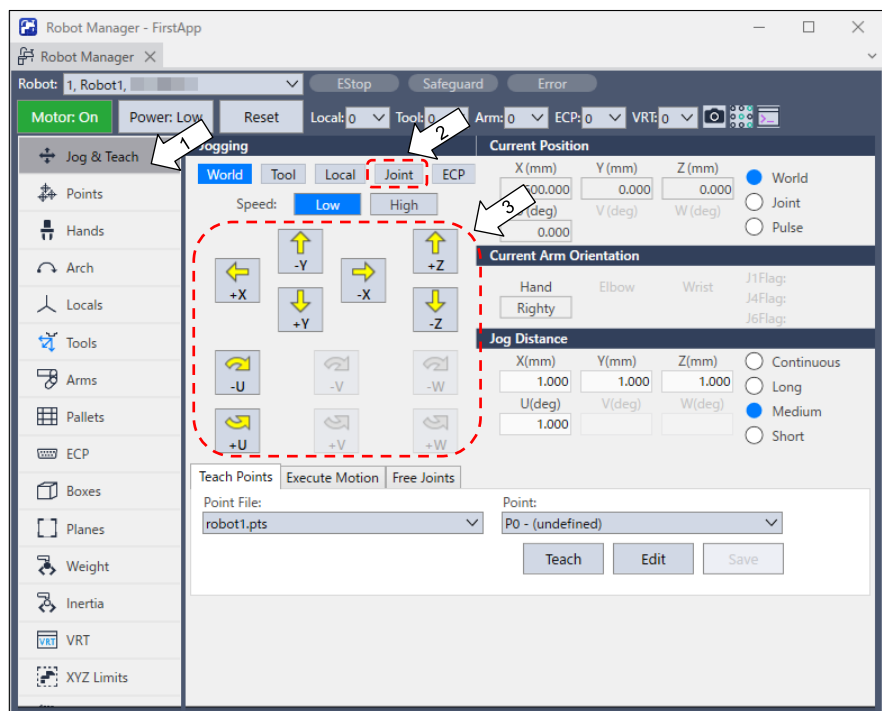 Robot Manager - FirstApp
Robot Manager
Robot: 1, Robot1,
EStop Safeguard Error
Motor: On Power: Low Reset Local: 0 Tool: 0 Arm: 0 ECP: 0 VRT: 0
1
2
3
Jog & Teach
Points
Hands
Arch
Locals
Tools
Arms
Pallets
ECP
Boxes
Planes
Weight
Inertia
VRT
XYZ Limits
Jogging
World Tool Local Joint ECP
Speed: Low High
-Y +Z
+X -X
+Y -Z
-U -V -W
+U +V +W
Current Position
X (mm) Y (mm) Z (mm)
600.000 0.000 0.000
(deg) V (deg) W (deg)
0.000
World
Joint
Pulse
Current Arm Orientation
Hand Elbow Wrist
Righty
J1Flag:
J4Flag:
J6Flag:
Jog Distance
X(mm) Y(mm) Z(mm)
1.000 1.000 1.000
U(deg) V(deg) W(deg)
1.000
Continuous
Long
Medium
Short
Teach Points Execute Motion Free Joints
Point File: Point:
robot1.pts P0 - (undefined)
Teach Edit Save